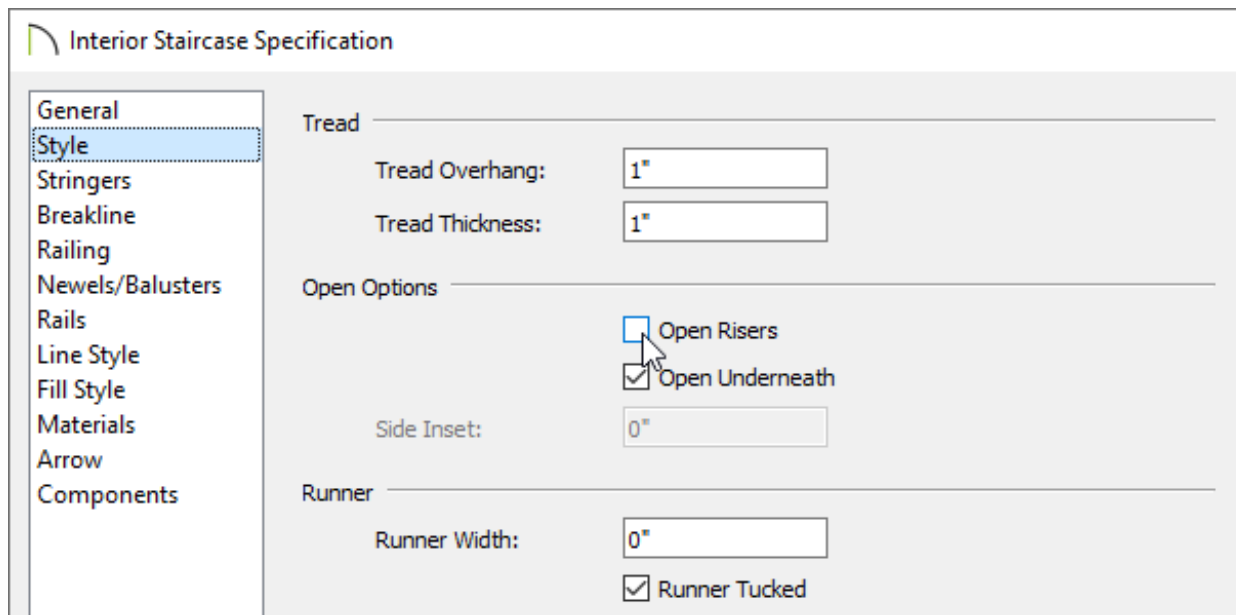 Interior Staircase Specification
General
Style
Stringers
Breakline
Railing
Newels/Balusters
Rails
Line Style
Fill Style
Materials
Arrow
Components
Tread
Tread Overhang: 1"
Tread Thickness: 1"
Open Options
Open Risers
Open Underneath
Side Inset: 0"
Runner
Runner Width: 0"
Runner Tucked